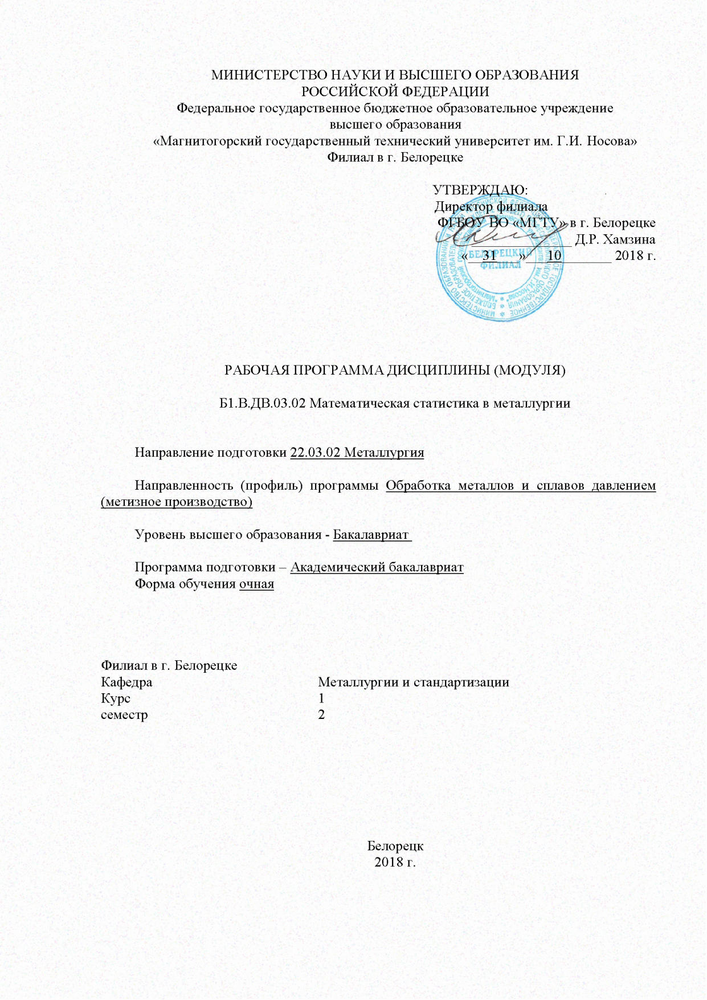 МИНИСТЕРСТВО НАУКИ И ВЫСШЕГО ОБРАЗОВАНИЯ
РОССИЙСКОЙ ФЕДЕРАЦИИ
Федеральное государственное бюджетное образовательное учреждение
высшего образования
«Магнитогорский государственный технический университет им. Г.И. Носова»
Филиал в г. Белорецке
УТВЕРЖДАЮ:
Директор филиала
ФГБОУ ВО «МГТУ» в г. Белорецке
Д.Р. Хамзина
« 31 » 10 2018 г.
БЕЛОРЕЦКИЙ
ФИЛИАЛ
РАБОЧАЯ ПРОГРАММА ДИСЦИПЛИНЫ (МОДУЛЯ)
Б1.В.ДВ.03.02 Математическая статистика в металлургии
Направление подготовки 22.03.02 Металлургия
Направленность (профиль) программы Обработка металлов и сплавов давлением
(метизное производство)
Уровень высшего образования - Бакалавриат
Программа подготовки – Академический бакалавриат
Форма обучения очная
Филиал в г. Белорецке
Кафедра Металлургии и стандартизации
Курс 1
семестр 2
Белорецк
2018 г.